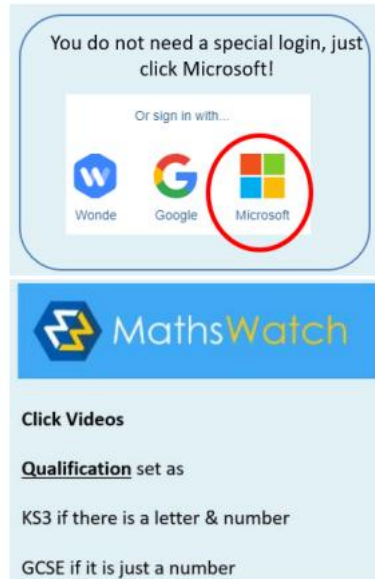 You do not need a special login, just
click Microsoft!
Or sign in with...
Wonde Google Microsoft
MathsWatch
Click Videos
Qualification set as
KS3 if there is a letter & number
GCSE if it is just a number